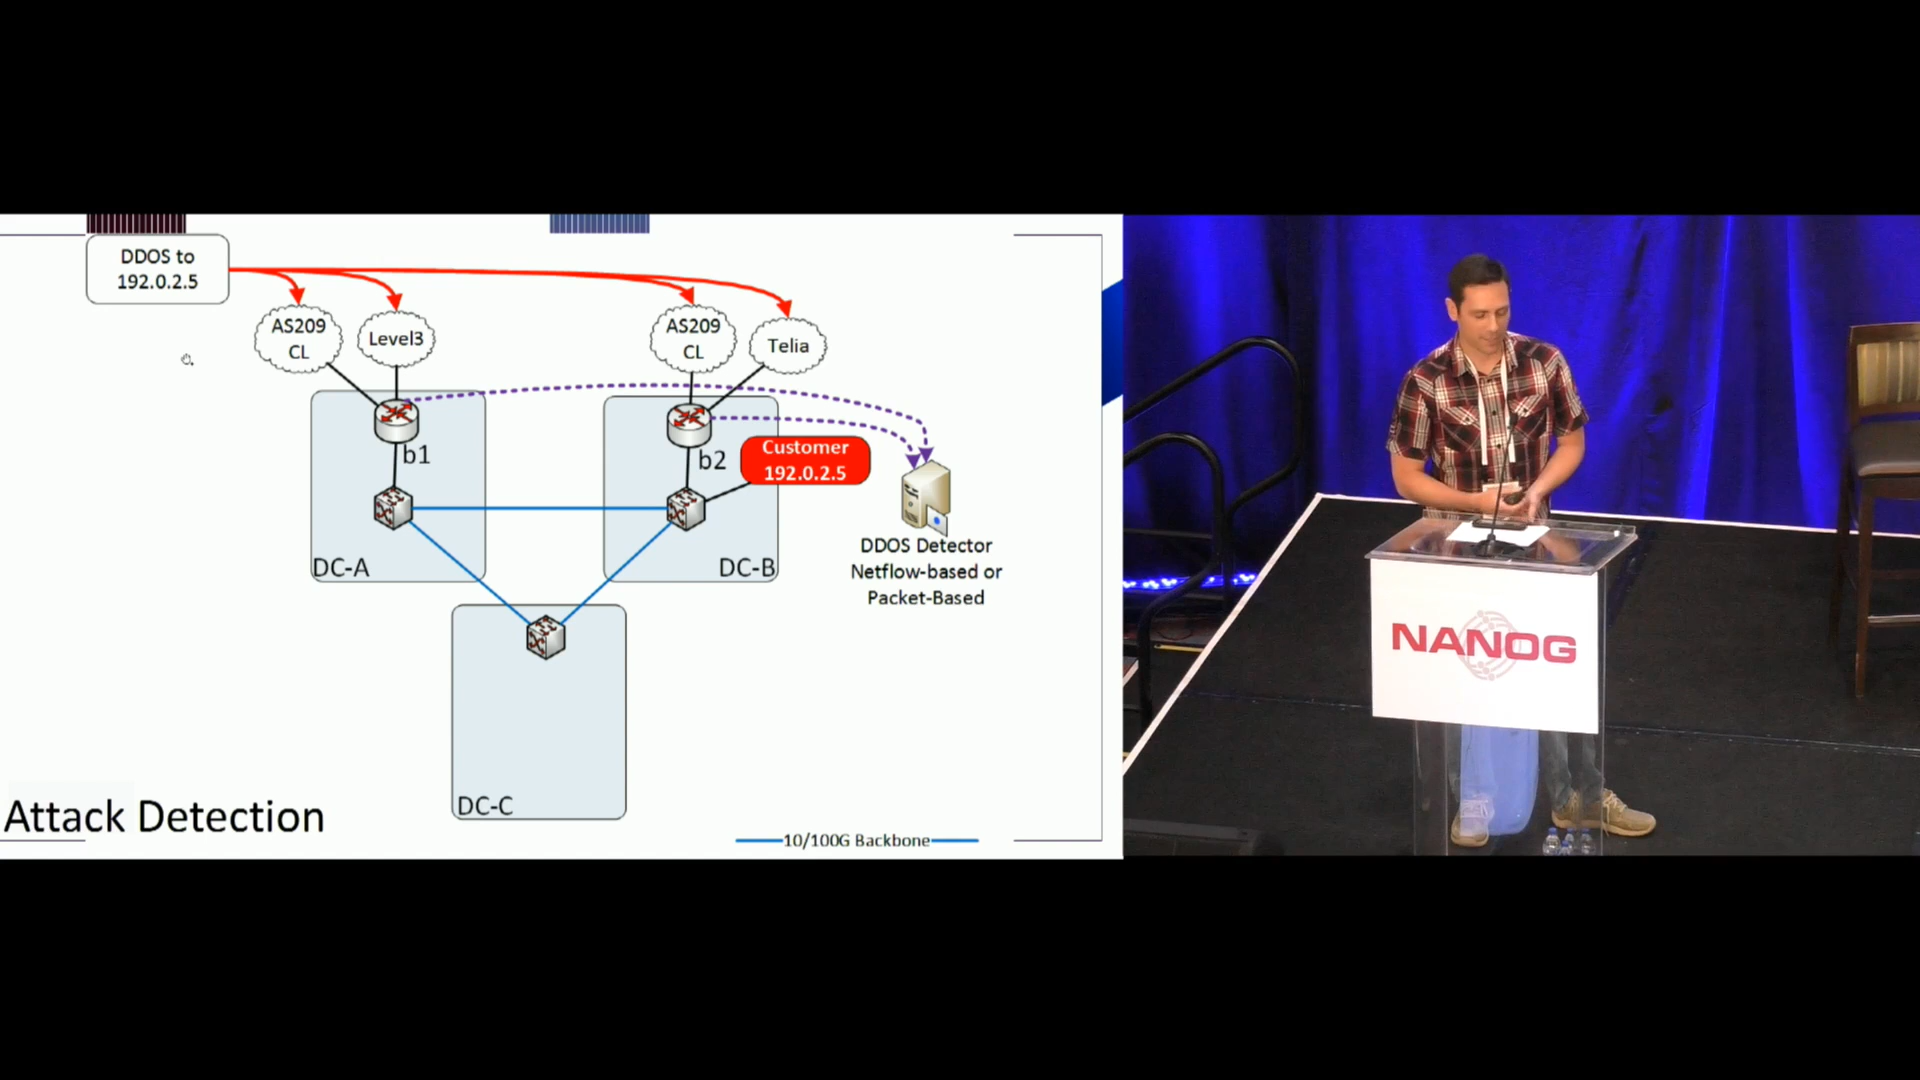 DDOS to
192.0.2.5
AS209
CL
Level3
AS209
CL
Telia
b1
b2
Customer
192.0.2.5
DC-A
DC-B
DDOS Detector
Netflow-based or
Packet-Based
DC-C
Attack Detection
10/100G Backbone
NANOG